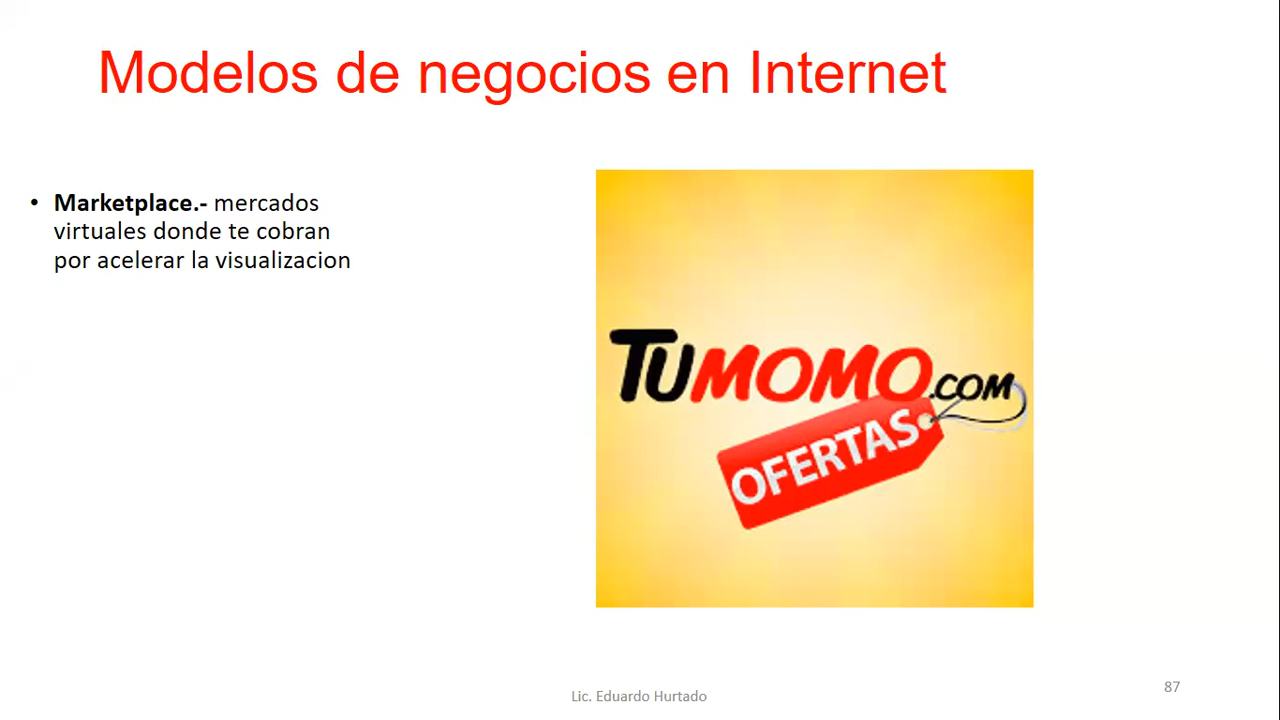 Modelos de negocios en Internet
• Marketplace.- mercados
virtuales donde te cobran
por acelerar la visualizacion
TUMOMO.COM
OFERTAS
Lic. Eduardo Hurtado
87